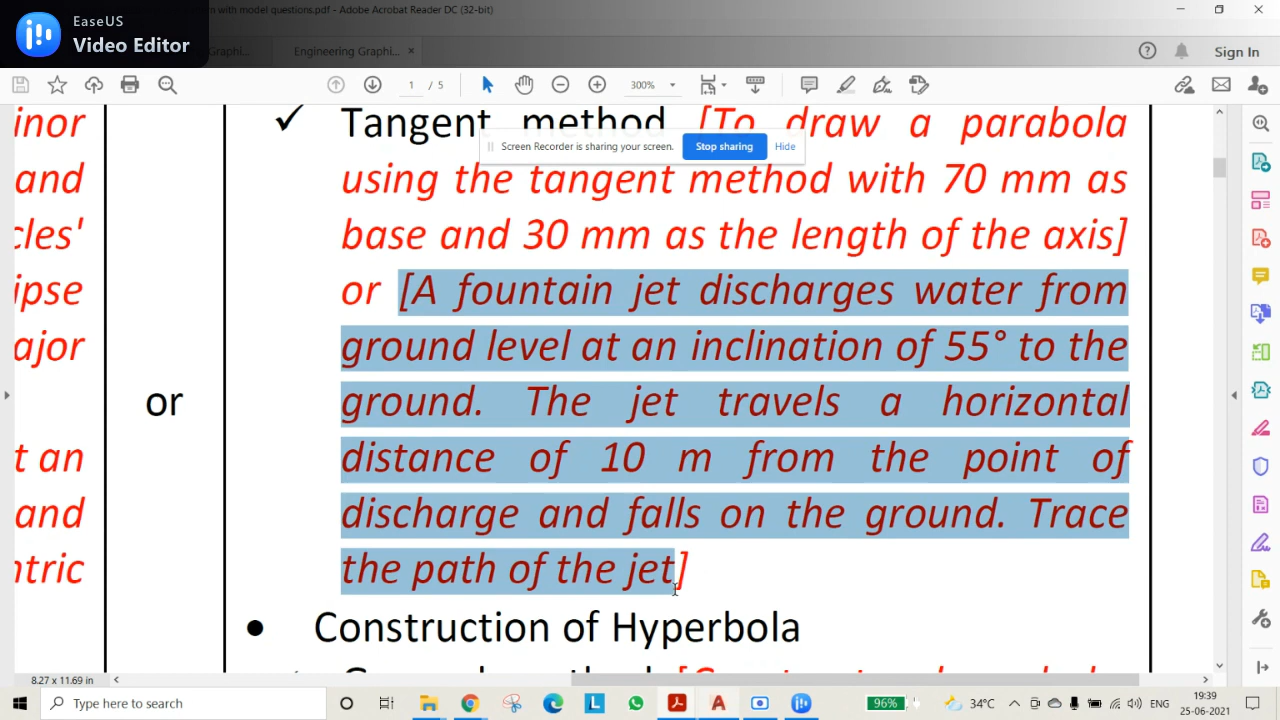 rn with model questions.pdf - Adobe Acrobat Reader DC (32-bit)
EaseUS
Video Editor
Engineering Graphi...
Sign In
1 / 5
300%
inor
and
cles'
ipse
ajor
t an
and
ntric
or
✓ Tangent method [To draw a parabola
Screen Recorder is sharing your screen. Stop sharing Hide
using the tangent method with 70 mm as
base and 30 mm as the length of the axis]
or [A fountain jet discharges water from
ground level at an inclination of 55° to the
ground. The jet travels a horizontal
distance of 10 m from the point of
discharge and falls on the ground. Trace
the path of the jet]
• Construction of Hyperbola
8.27 x 11.69 in
Type here to search
96%
34°C
ENG
19:39
25-06-2021